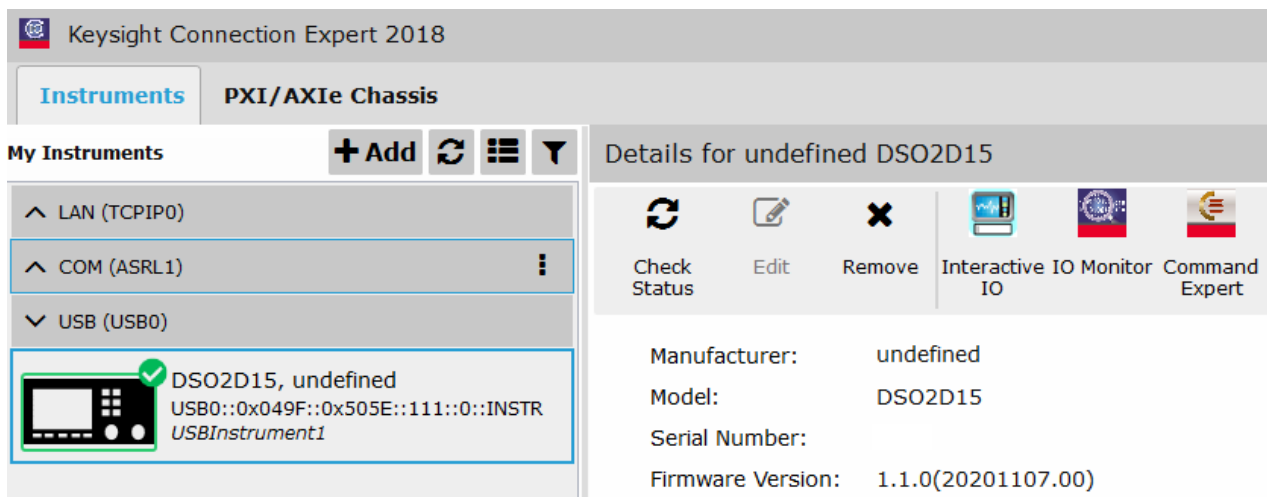 Keysight Connection Expert 2018
Instruments PXI/AXIe Chassis
My Instruments Add
LAN (TCPIP0)
COM (ASRL1)
USB (USB0)
DSO2D15, undefined
USB0::0x049F::0x505E::111::0::INSTR
USBInstrument1
Details for undefined DSO2D15
Check Status
Edit
Remove
Interactive IO
IO Monitor
Command Expert
Manufacturer: undefined
Model: DSO2D15
Serial Number:
Firmware Version: 1.1.0(20201107.00)